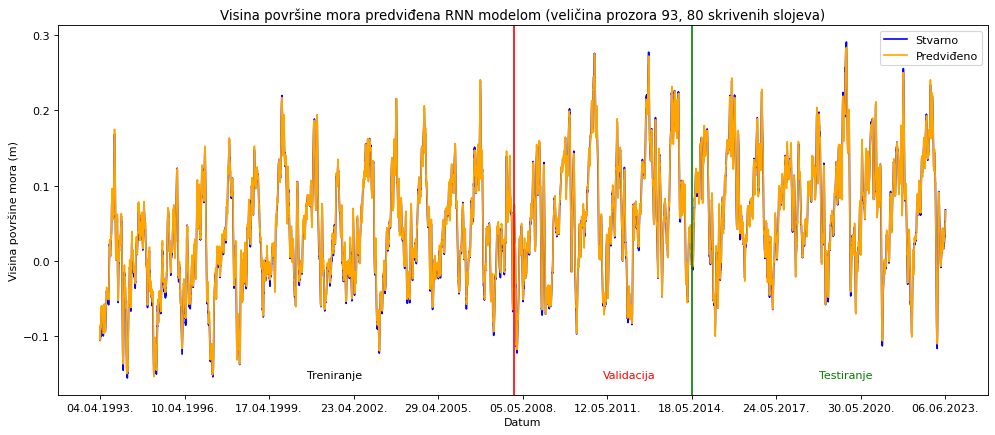 Visina površine mora predviđena RNN modelom (veličina prozora 93, 80 skrivenih slojeva)
Stvarno
Predviđeno
Visina površine mora (m)
0.3
0.2
0.1
0.0
−0.1
Treniranje
Validacija
Testiranje
04.04.1993.
10.04.1996.
17.04.1999.
23.04.2002.
29.04.2005.
05.05.2008.
12.05.2011.
18.05.2014.
24.05.2017.
30.05.2020.
06.06.2023.
Datum